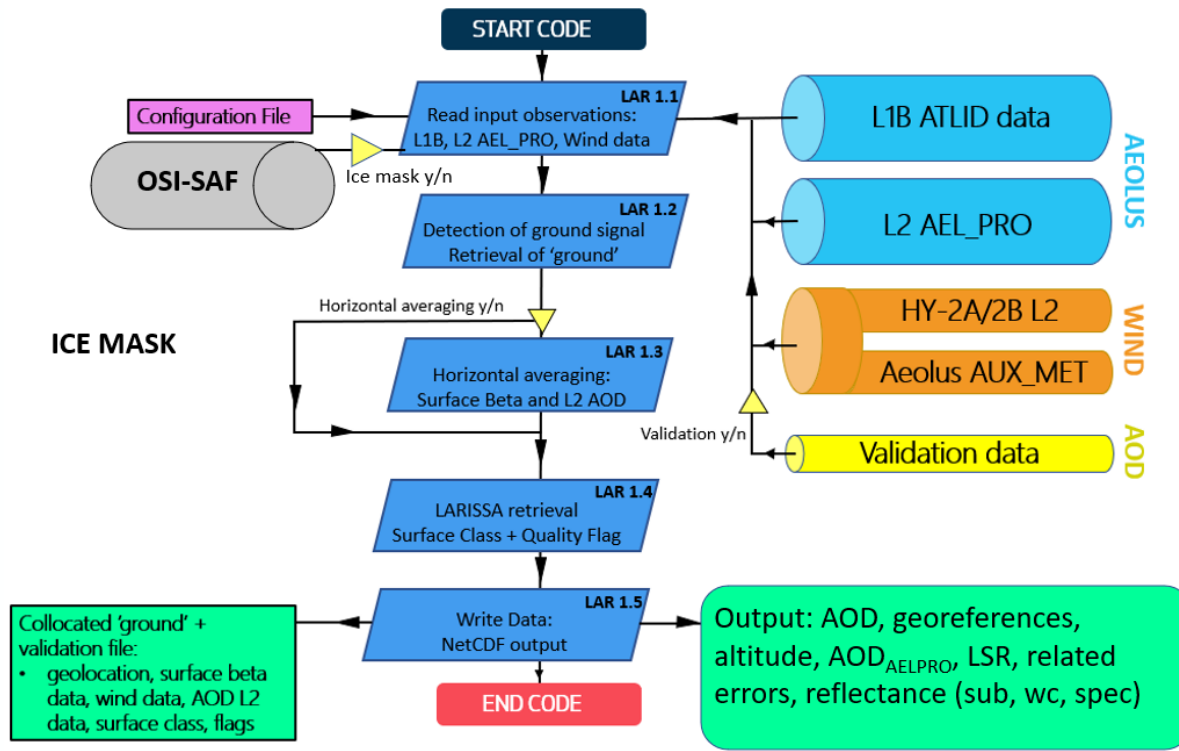 START CODE
LAR 1.1
Read input observations:
L1B, L2 AEL_PRO, Wind data
Configuration File
OSI-SAF
Ice mask y/n
L1B ATLID data
L2 AEL_PRO
AEOLUS
LAR 1.2
Detection of ground signal
Retrieval of ‘ground’
Horizontal averaging y/n
ICE MASK
LAR 1.3
Horizontal averaging:
Surface Beta and L2 AOD
HY-2A/2B L2
Aeolus AUX_MET
WIND
Validation y/n
Validation data
AOD
LAR 1.4
LARISSA retrieval
Surface Class + Quality Flag
LAR 1.5
Write Data:
NetCDF output
Collocated ‘ground’ +
validation file:
• geolocation, surface beta
data, wind data, AOD L2
data, surface class, flags
Output: AOD, georeferences,
altitude, AODAELPRO, LSR, related
errors, reflectance (sub, wc, spec)
END CODE